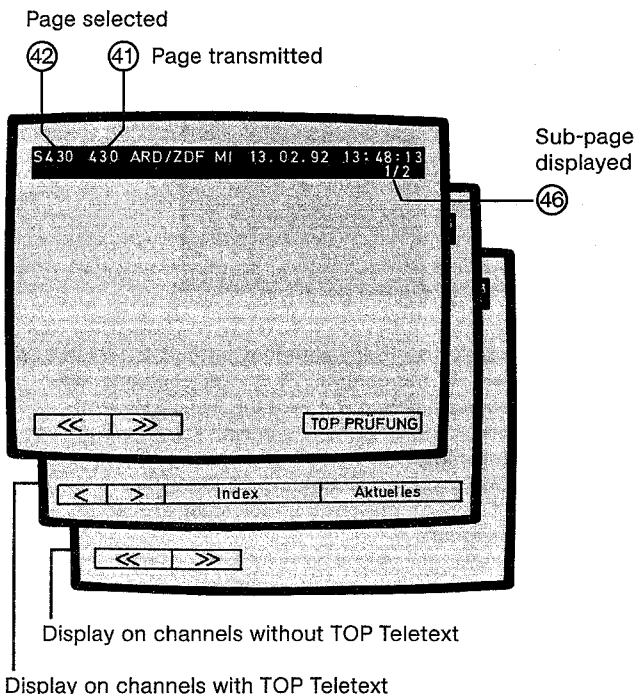 Page selected
42 41 Page transmitted
S430 430 ARD/ZDF MI 13.02.92 13:48:13
1/2
Sub-page
displayed
46
<< >> TOP PRÜFUNG
< > Index Aktuelles
<< >>
Display on channels without TOP Teletext
Display on channels with TOP Teletext